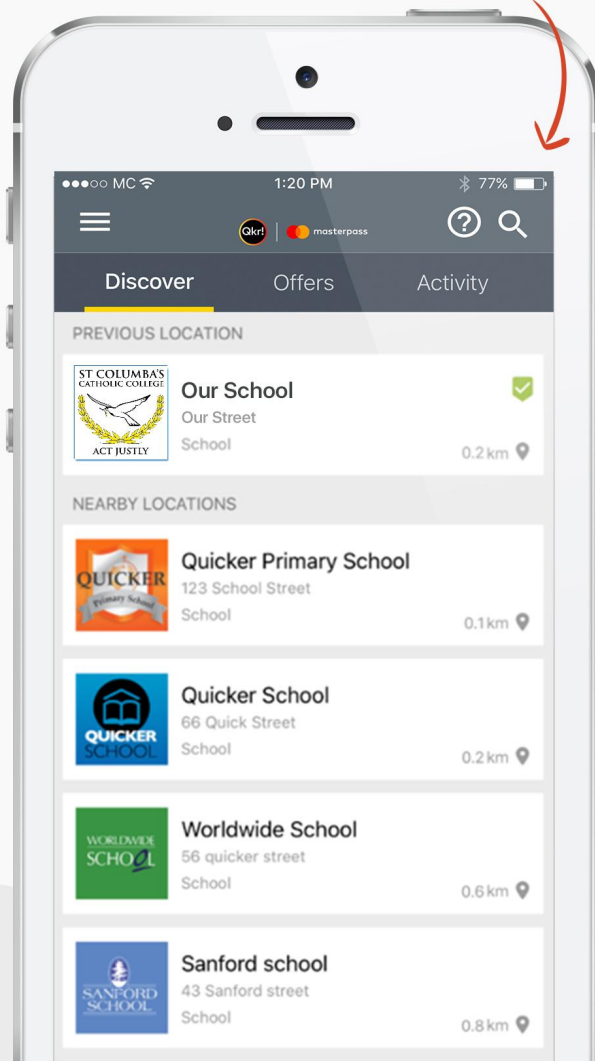 MC
1:20 PM
77%
Qkr! masterpass
Discover Offers Activity
PREVIOUS LOCATION
ST COLUMBA'S
CATHOLIC COLLEGE
ACT JUSTLY
Our School
Our Street
School
0.2 km
NEARBY LOCATIONS
QUICKER
Primary School
Quicker Primary School
123 School Street
School
0.1 km
QUICKER
SCHOOL
Quicker School
66 Quick Street
School
0.2 km
WORLDWIDE
SCHOOL
Worldwide School
56 quicker street
School
0.6 km
SANFORD
SCHOOL
Sanford school
43 Sanford street
School
0.8 km